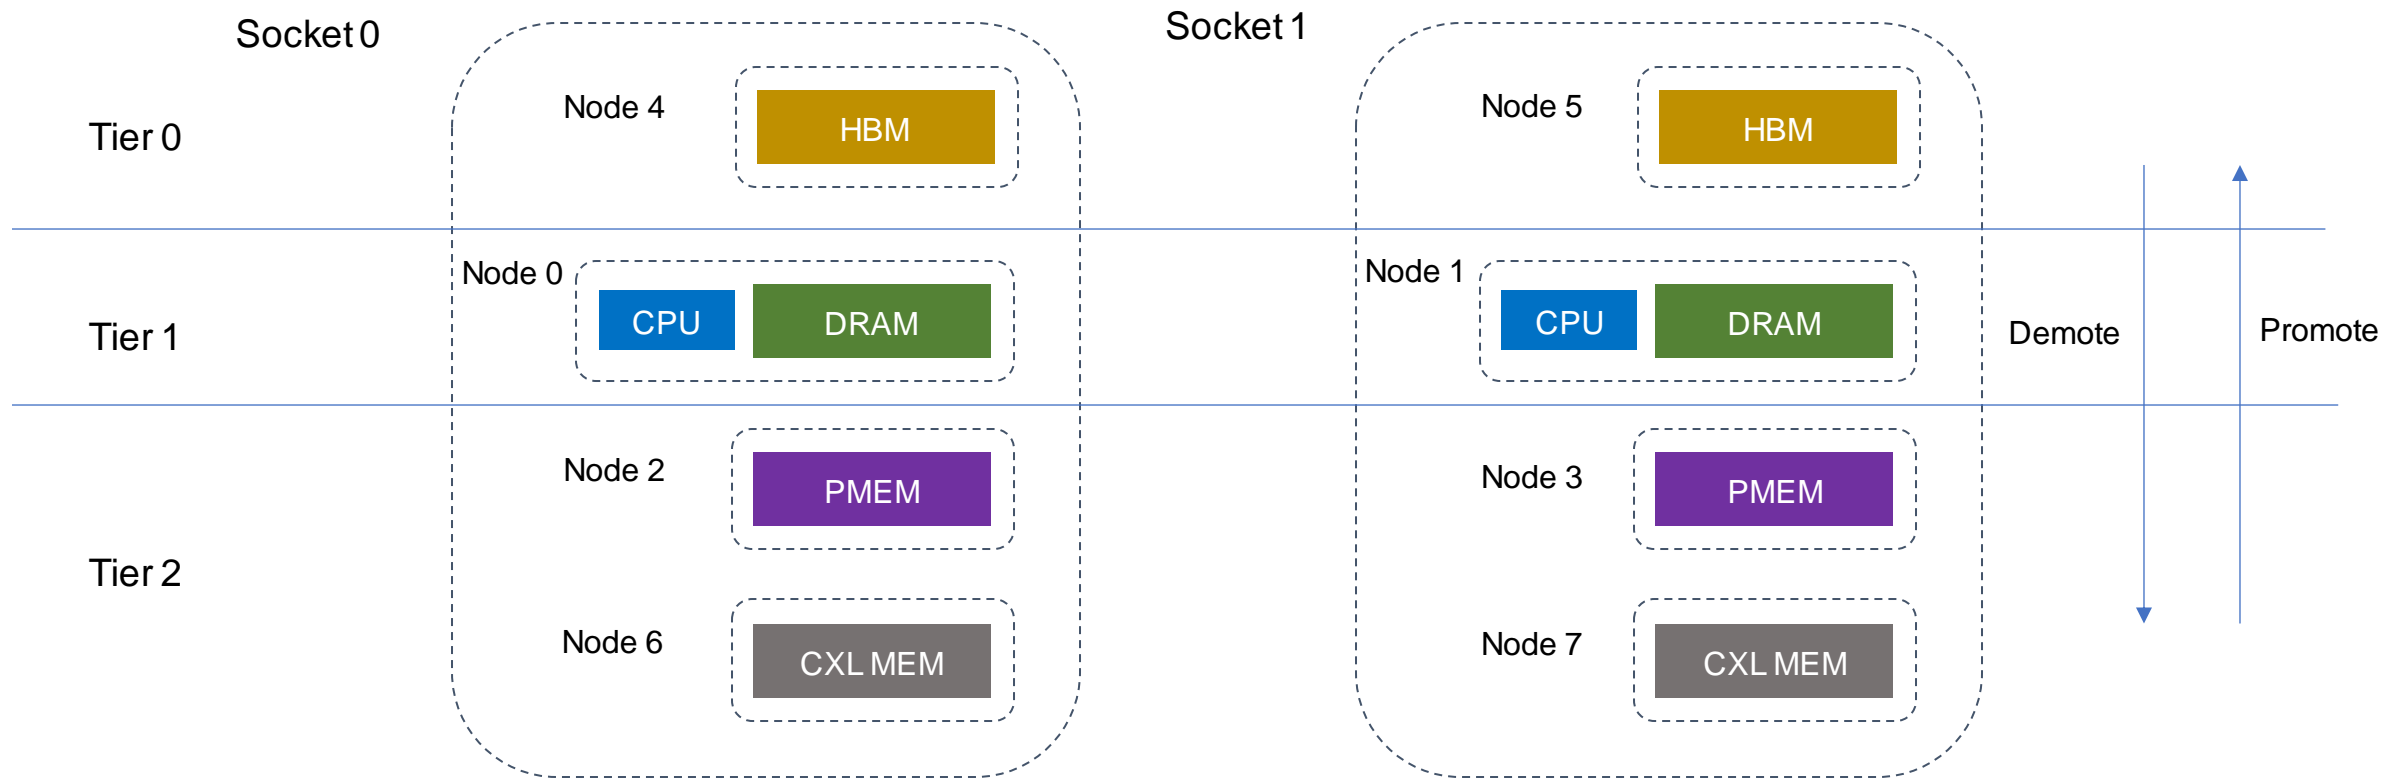 Socket 0
Socket 1
Tier 0
Node 4
HBM
Node 5
HBM
Tier 1
Node 0
CPU
DRAM
Node 1
CPU
DRAM
Demote
Promote
Tier 2
Node 2
PMEM
Node 3
PMEM
Node 6
CXL MEM
Node 7
CXL MEM